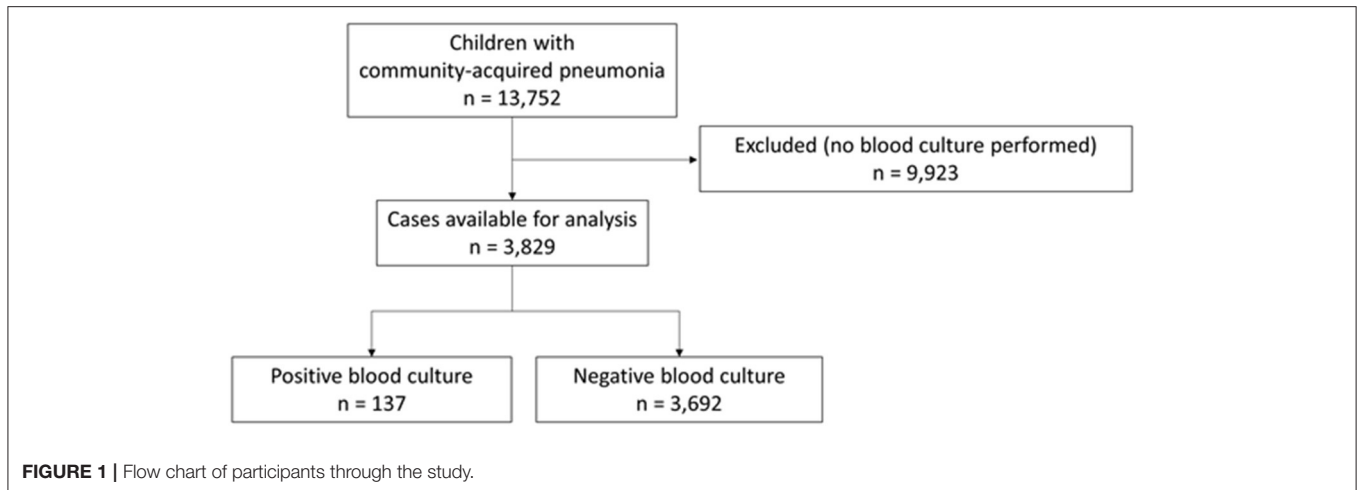 Children with
community-acquired pneumonia
n = 13,752
Excluded (no blood culture performed)
n = 9,923
Cases available for analysis
n = 3,829
Positive blood culture
n = 137
Negative blood culture
n = 3,692
FIGURE 1 | Flow chart of participants through the study.